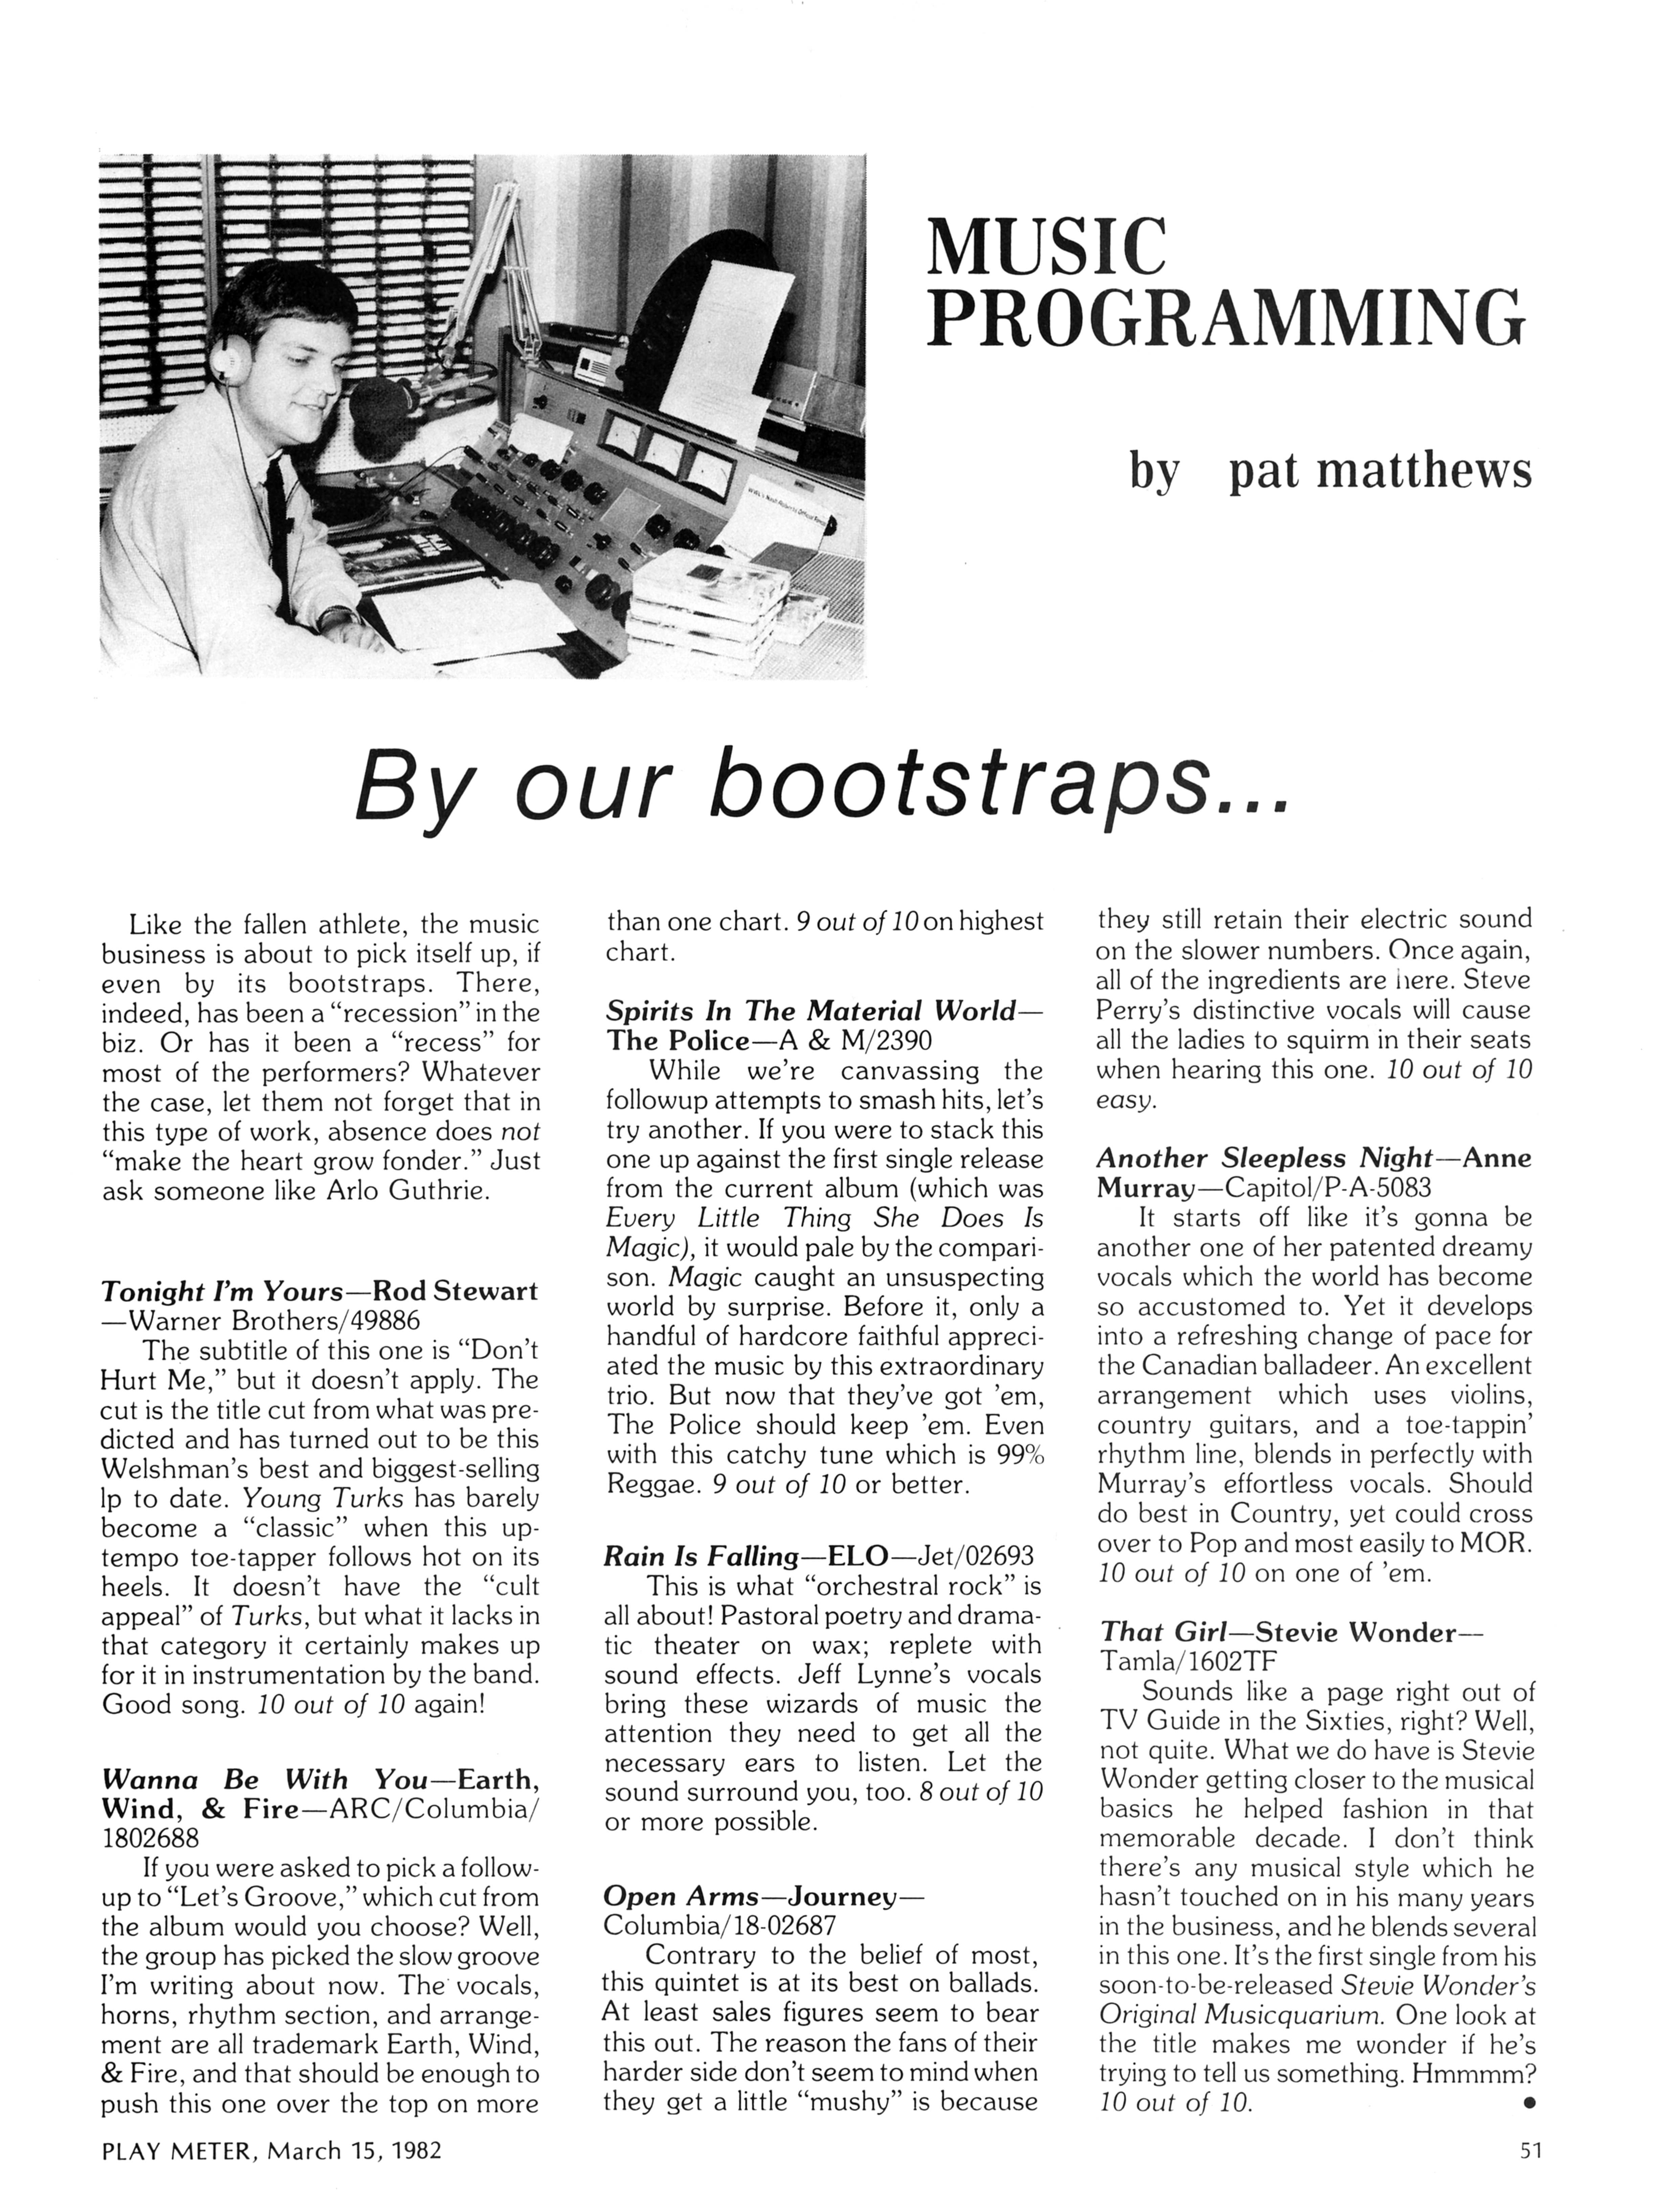 MUSIC
PROGRAMMING
by pat matthews
By our bootstraps...
Like the fallen athlete, the music
business is about to pick itself up, if
even by its bootstraps. There,
indeed, has been a “recession” in the
biz. Or has it been a “recess” for
most of the performers? Whatever
the case, let them not forget that in
this type of work, absence does not
“make the heart grow fonder.” Just
ask someone like Arlo Guthrie.
Tonight I'm Yours—Rod Stewart
—Warner Brothers/49886
The subtitle of this one is “Don't
Hurt Me,” but it doesn't apply. The
cut is the title cut from what was pre-
dicted and has turned out to be this
Welshman's best and biggest-selling
lp to date. Young Turks has barely
become a “classic” when this up-
tempo toe-tapper follows hot on its
heels. It doesn't have the “cult
appeal” of Turks, but what it lacks in
that category it certainly makes up
for it in instrumentation by the band.
Good song. 10 out of 10 again!
Wanna Be With You—Earth,
Wind, & Fire—ARC/Columbia/
1802688
If you were asked to pick a follow-
up to “Let's Groove,” which cut from
the album would you choose? Well,
the group has picked the slow groove
I'm writing about now. The vocals,
horns, rhythm section, and arrange-
ment are all trademark Earth, Wind,
& Fire, and that should be enough to
push this one over the top on more
than one chart. 9 out of 10 on highest
chart.
Spirits In The Material World—
The Police—A & M/2390
While we're canvassing the
followup attempts to smash hits, let's
try another. If you were to stack this
one up against the first single release
from the current album (which was
Every Little Thing She Does Is
Magic), it would pale by the compari-
son. Magic caught an unsuspecting
world by surprise. Before it, only a
handful of hardcore faithful appreci-
ated the music by this extraordinary
trio. But now that they've got 'em,
The Police should keep 'em. Even
with this catchy tune which is 99%
Reggae. 9 out of 10 or better.
Rain Is Falling—ELO—Jet/02693
This is what “orchestral rock” is
all about! Pastoral poetry and drama-
tic theater on wax; replete with
sound effects. Jeff Lynne's vocals
bring these wizards of music the
attention they need to get all the
necessary ears to listen. Let the
sound surround you, too. 8 out of 10
or more possible.
Open Arms—Journey—
Columbia/18-02687
Contrary to the belief of most,
this quintet is at its best on ballads.
At least sales figures seem to bear
this out. The reason the fans of their
harder side don't seem to mind when
they get a little “mushy” is because
they still retain their electric sound
on the slower numbers. Once again,
all of the ingredients are here. Steve
Perry's distinctive vocals will cause
all the ladies to squirm in their seats
when hearing this one. 10 out of 10
easy.
Another Sleepless Night—Anne
Murray—Capitol/P-A-5083
It starts off like it's gonna be
another one of her patented dreamy
vocals which the world has become
so accustomed to. Yet it develops
into a refreshing change of pace for
the Canadian balladeer. An excellent
arrangement which uses violins,
country guitars, and a toe-tappin'
rhythm line, blends in perfectly with
Murray's effortless vocals. Should
do best in Country, yet could cross
over to Pop and most easily to MOR.
10 out of 10 on one of 'em.
That Girl—Stevie Wonder—
Tamla/1602TF
Sounds like a page right out of
TV Guide in the Sixties, right? Well,
not quite. What we do have is Stevie
Wonder getting closer to the musical
basics he helped fashion in that
memorable decade. I don't think
there's any musical style which he
hasn't touched on in his many years
in the business, and he blends several
in this one. It's the first single from his
soon-to-be-released Stevie Wonder's
Original Musicquarium. One look at
the title makes me wonder if he's
trying to tell us something. Hmmmm?
10 out of 10. ●
PLAY METER, March 15, 1982
51